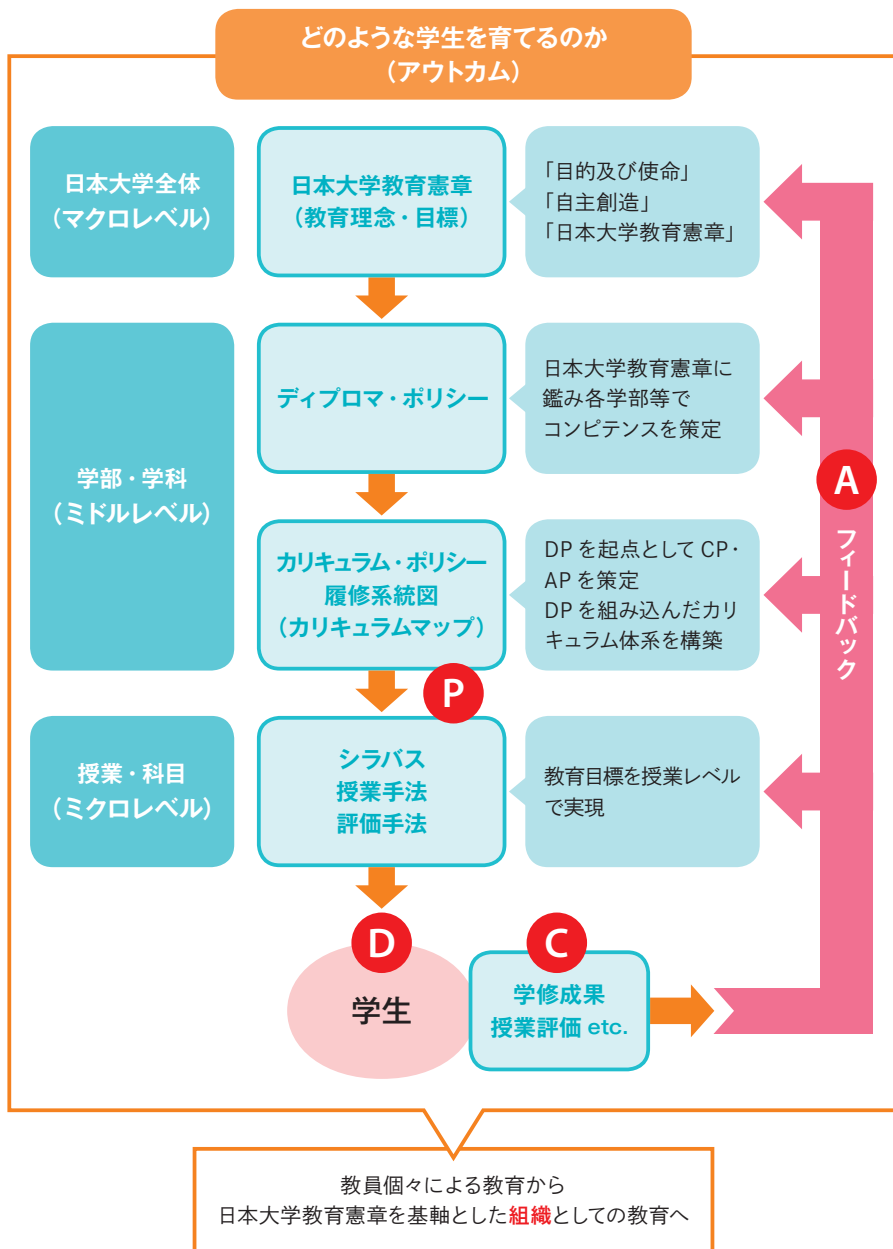 どのような学生を育てるのか
（アウトカム）
日本大学全体
（マクロレベル）
日本大学教育憲章
（教育理念・目標）
「目的及び使命」
「自主創造」
「日本大学教育憲章」
学部・学科
（ミドルレベル）
ディプロマ・ポリシー
日本大学教育憲章に
鑑み各学部等で
コンピテンスを策定
A
フィードバック
カリキュラム・ポリシー
履修系統図
（カリキュラムマップ）
DP を起点として CP・
AP を策定
DP を組み込んだカリ
キュラム体系を構築
P
授業・科目
（ミクロレベル）
シラバス
授業手法
評価手法
教育目標を授業レベル
で実現
D
学生
C
学修成果
授業評価 etc.
教員個々による教育から
日本大学教育憲章を基軸とした組織としての教育へ